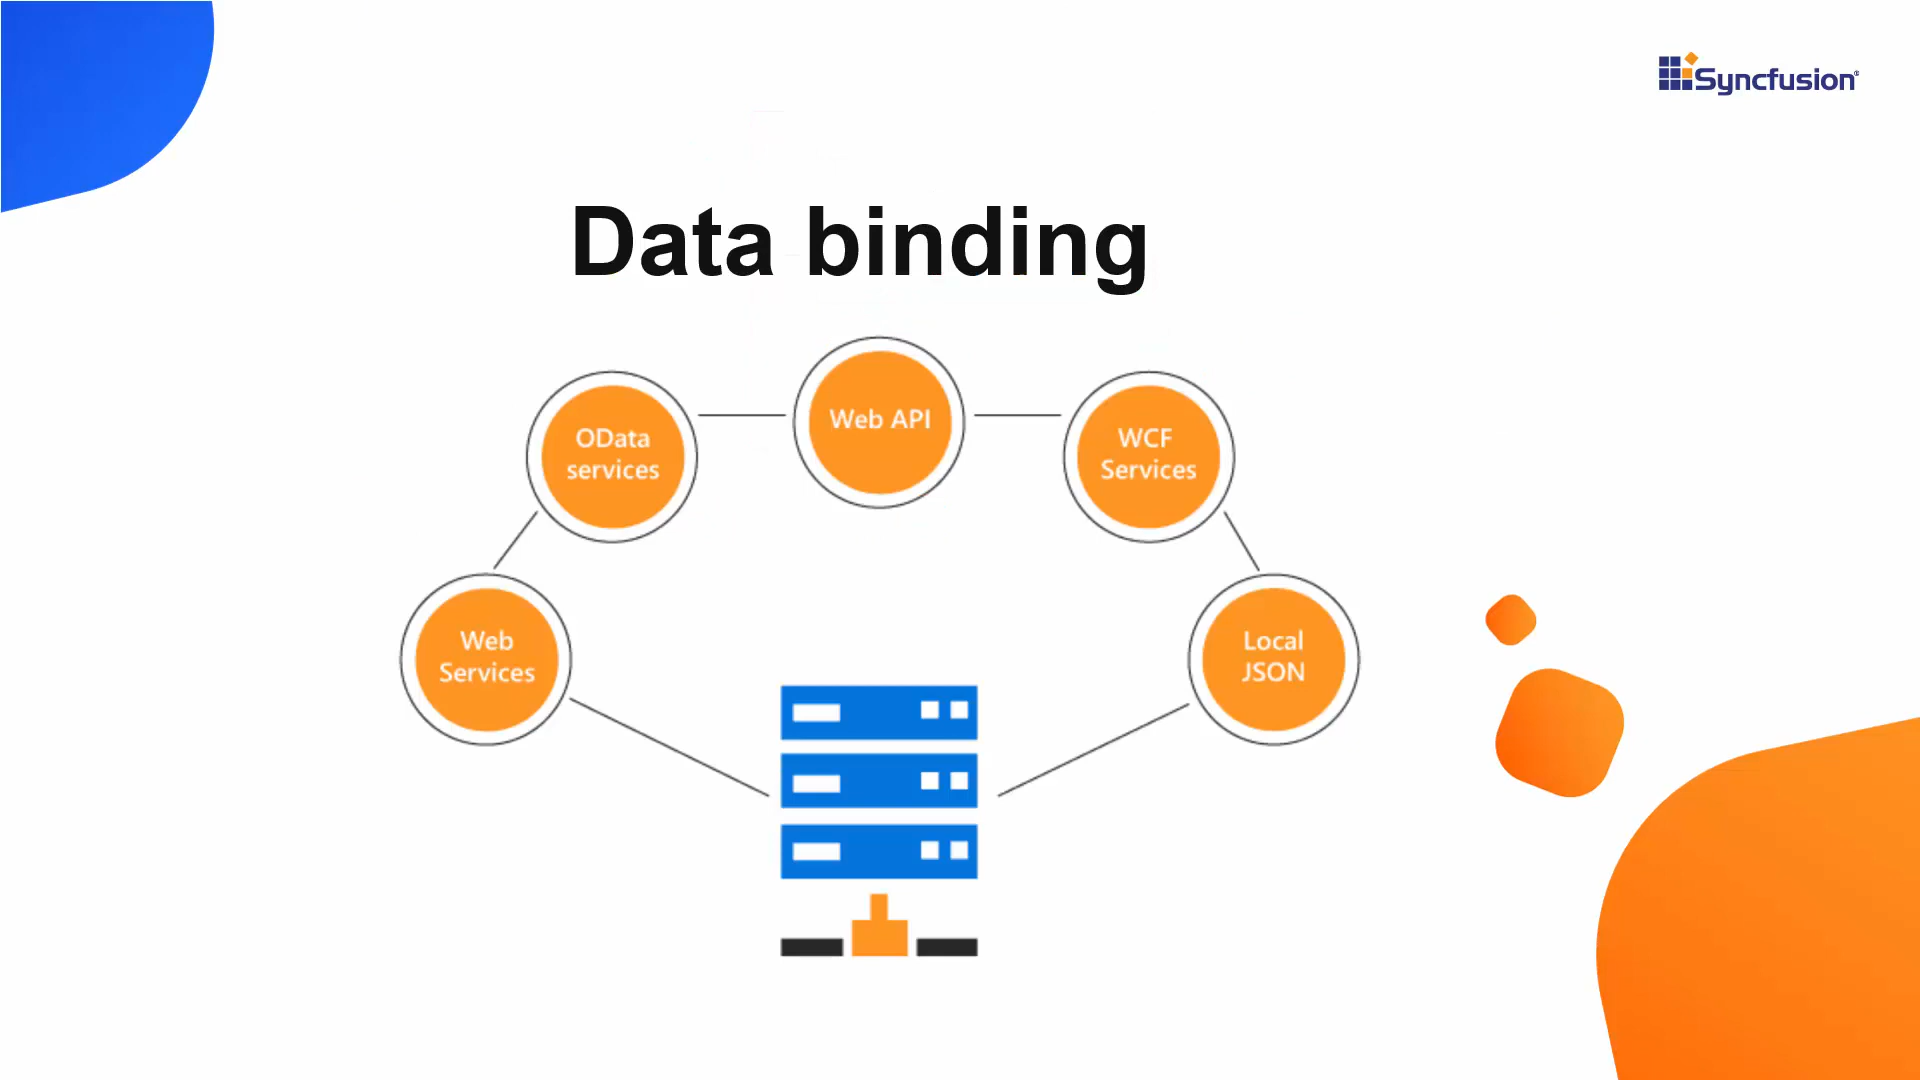 Syncfusion®
Data binding
Web API
OData
services
WCF
Services
Web
Services
Local
JSON